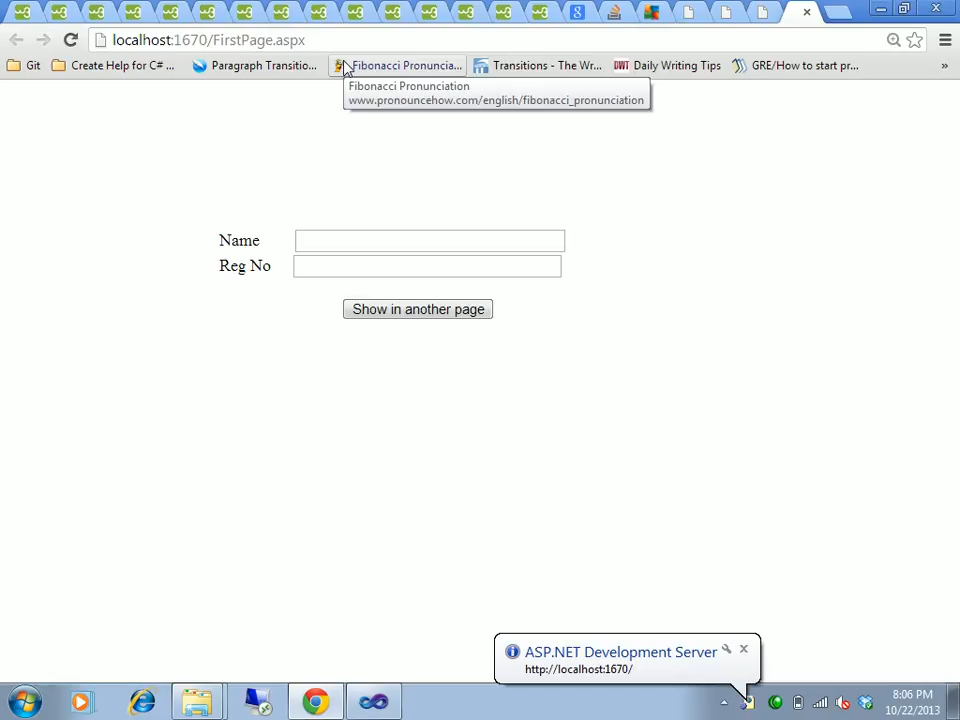 localhost:1670/FirstPage.aspx
Git
Create Help for C# ...
Paragraph Transitio...
Fibonacci Pronuncia...
Transitions - The Wr...
DWT Daily Writing Tips
GRE/How to start pr...
»
Fibonacci Pronunciation
www.pronouncehow.com/english/fibonacci_pronunciation
Name
Reg No
Show in another page
ASP.NET Development Server
http://localhost:1670/
8:06 PM
10/22/2013